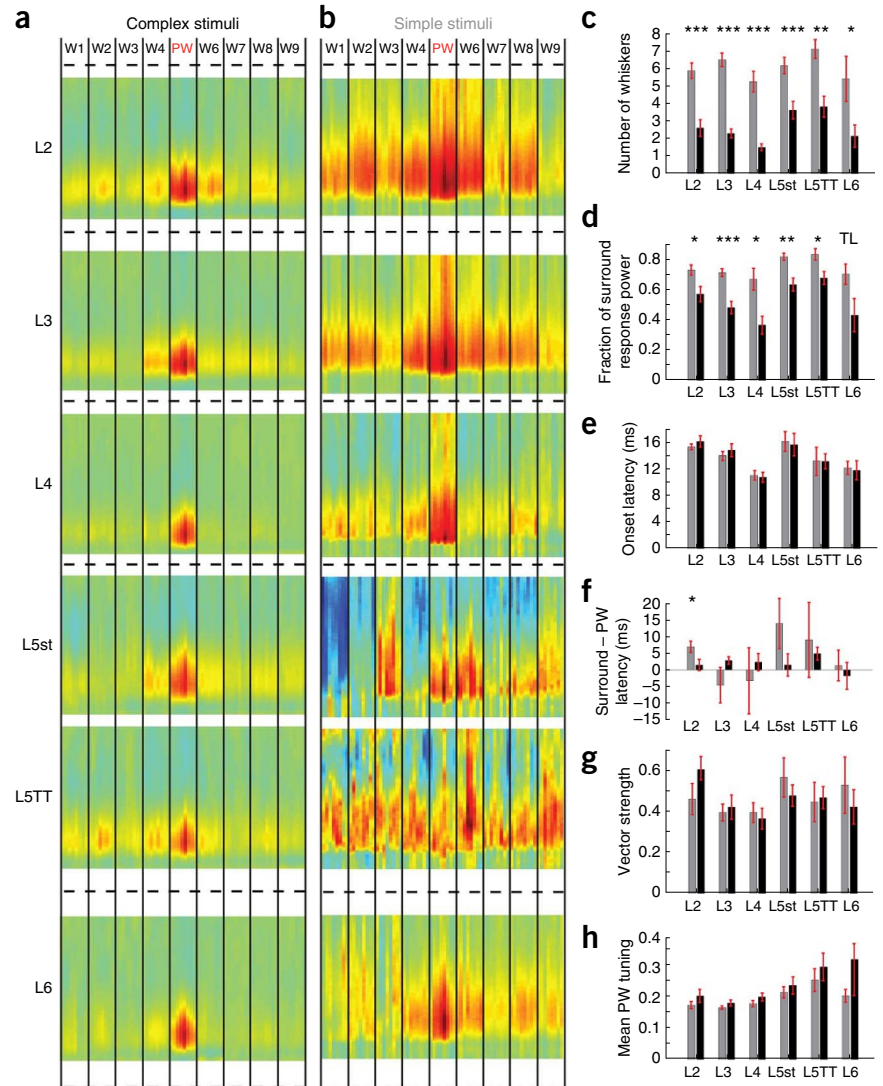 a
Complex stimuli
W1 W2 W3 W4 PW W6 W7 W8 W9
L2
L3
L4
L5st
L5TT
L6
b
Simple stimuli
W1 W2 W3 W4 PW W6 W7 W8 W9
c
Number of whiskers
8
7
6
5
4
3
2
1
0
*** *** *** *** ** *
L2 L3 L4 L5st L5TT L6
d
Fraction of surround
response power
0.8
0.6
0.4
0.2
0
* *** * ** * TL
L2 L3 L4 L5st L5TT L6
e
Onset latency (ms)
16
12
8
4
0
L2 L3 L4 L5st L5TT L6
f
Surround – PW
latency (ms)
20
15
10
5
0
–5
–10
–15
*
L2 L3 L4 L5st L5TT L6
g
Vector strength
0.6
0.4
0.2
0
L2 L3 L4 L5st L5TT L6
h
Mean PW tuning
0.4
0.3
0.2
0.1
0
L2 L3 L4 L5st L5TT L6